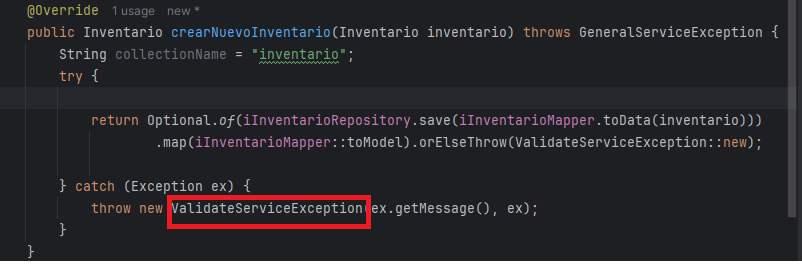 @Override 1 usage new *
public Inventario crearNuevoInventario(Inventario inventario) throws GeneralServiceException {
String collectionName = "inventario";
try {
return Optional.of(iInventarioRepository.save(iInventarioMapper.toData(inventario)))
.map(iInventarioMapper::toModel).orElseThrow(ValidateServiceException::new);
} catch (Exception ex) {
throw new ValidateServiceException(ex.getMessage(), ex);
}
}